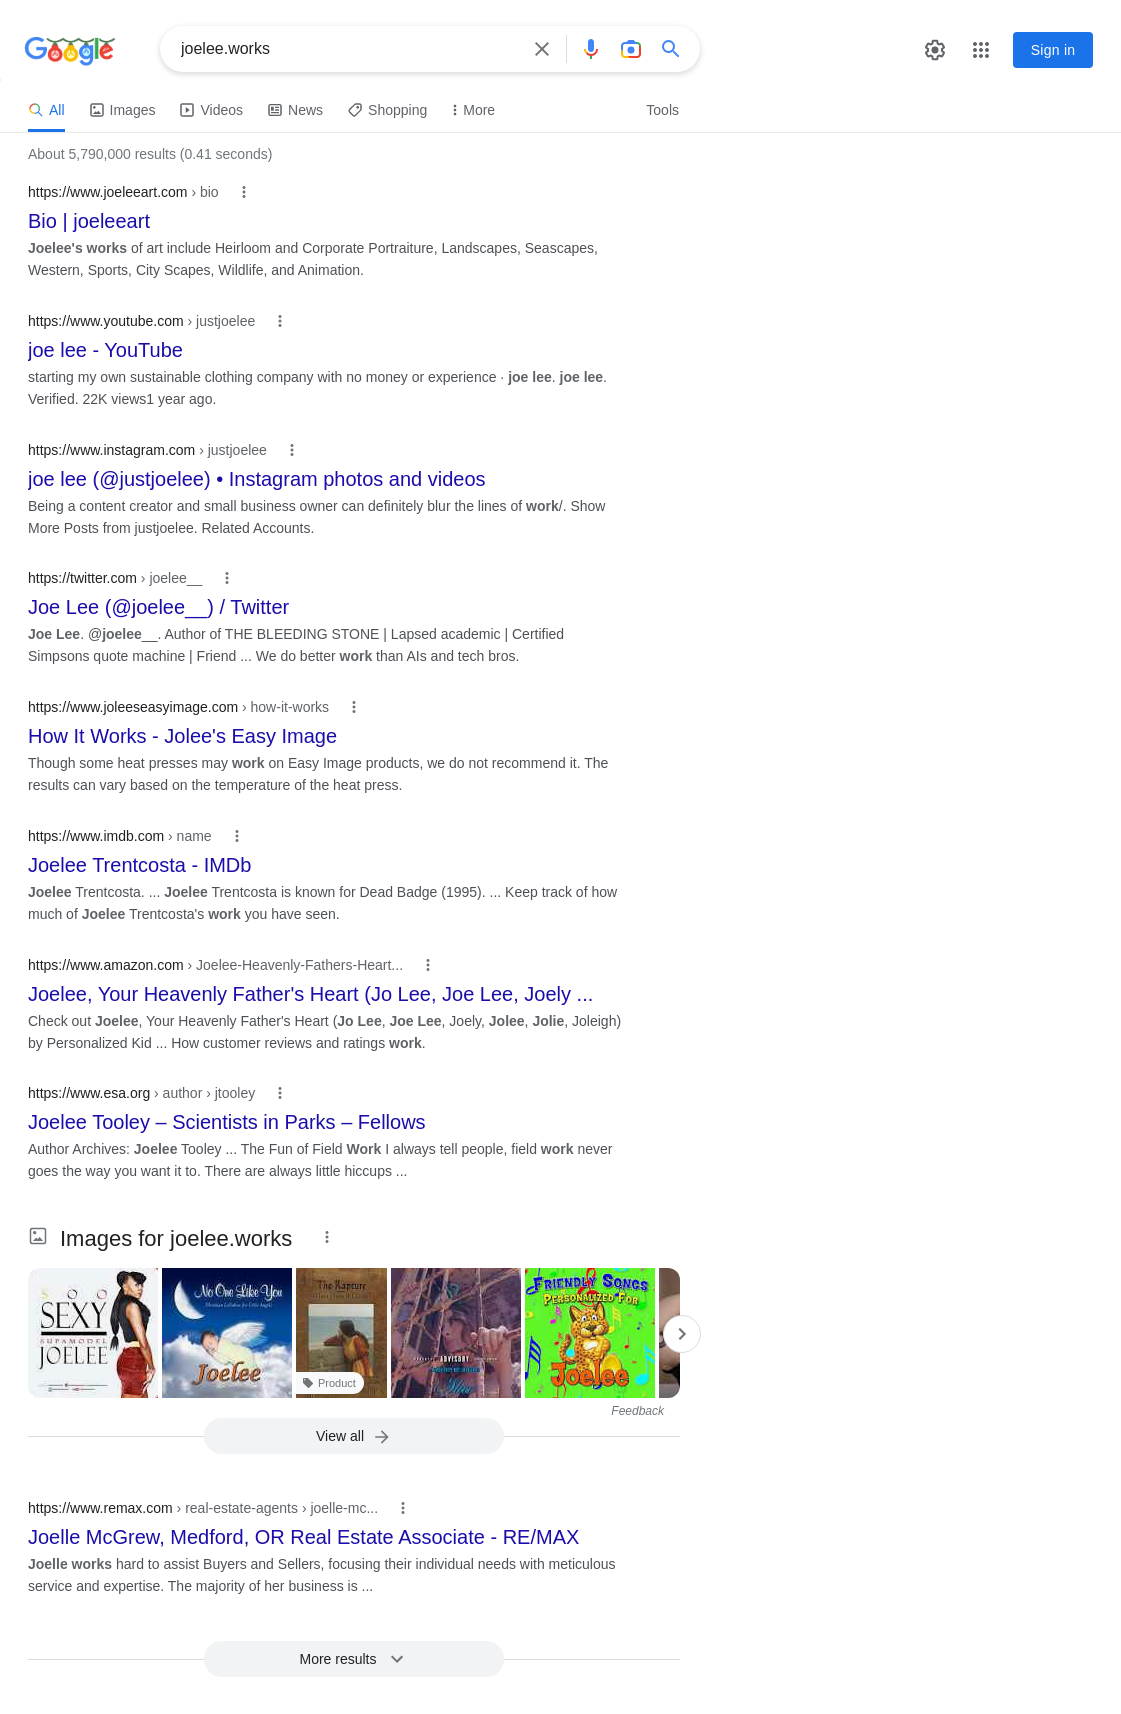 Google
joelee.works
Sign in
All
Images
Videos
News
Shopping
More
Tools
About 5,790,000 results (0.41 seconds)
https://www.joeleeart.com › bio
Bio | joeleeart
Joelee's works of art include Heirloom and Corporate Portraiture, Landscapes, Seascapes,
Western, Sports, City Scapes, Wildlife, and Animation.
https://www.youtube.com › justjoelee
joe lee - YouTube
starting my own sustainable clothing company with no money or experience · joe lee. joe lee.
Verified. 22K views1 year ago.
https://www.instagram.com › justjoelee
joe lee (@justjoelee) • Instagram photos and videos
Being a content creator and small business owner can definitely blur the lines of work/. Show
More Posts from justjoelee. Related Accounts.
https://twitter.com › joelee__
Joe Lee (@joelee__) / Twitter
Joe Lee. @joelee__. Author of THE BLEEDING STONE | Lapsed academic | Certified
Simpsons quote machine | Friend ... We do better work than AIs and tech bros.
https://www.joleeseasyimage.com › how-it-works
How It Works - Jolee's Easy Image
Though some heat presses may work on Easy Image products, we do not recommend it. The
results can vary based on the temperature of the heat press.
https://www.imdb.com › name
Joelee Trentcosta - IMDb
Joelee Trentcosta. ... Joelee Trentcosta is known for Dead Badge (1995). ... Keep track of how
much of Joelee Trentcosta's work you have seen.
https://www.amazon.com › Joelee-Heavenly-Fathers-Heart...
Joelee, Your Heavenly Father's Heart (Jo Lee, Joe Lee, Joely ...
Check out Joelee, Your Heavenly Father's Heart (Jo Lee, Joe Lee, Joely, Jolee, Jolie, Joleigh)
by Personalized Kid ... How customer reviews and ratings work.
https://www.esa.org › author › jtooley
Joelee Tooley – Scientists in Parks – Fellows
Author Archives: Joelee Tooley ... The Fun of Field Work I always tell people, field work never
goes the way you want it to. There are always little hiccups ...
Images for joelee.works
SOO
SEXY
SUPAMODEL
JOELEE
No One Like You
Joelee
The Rapture
Product
ADVISORY
FRIENDLY SONGS
PERSONALIZED FOR
Joelee
Feedback
View all
https://www.remax.com › real-estate-agents › joelle-mc...
Joelle McGrew, Medford, OR Real Estate Associate - RE/MAX
Joelle works hard to assist Buyers and Sellers, focusing their individual needs with meticulous
service and expertise. The majority of her business is ...
More results